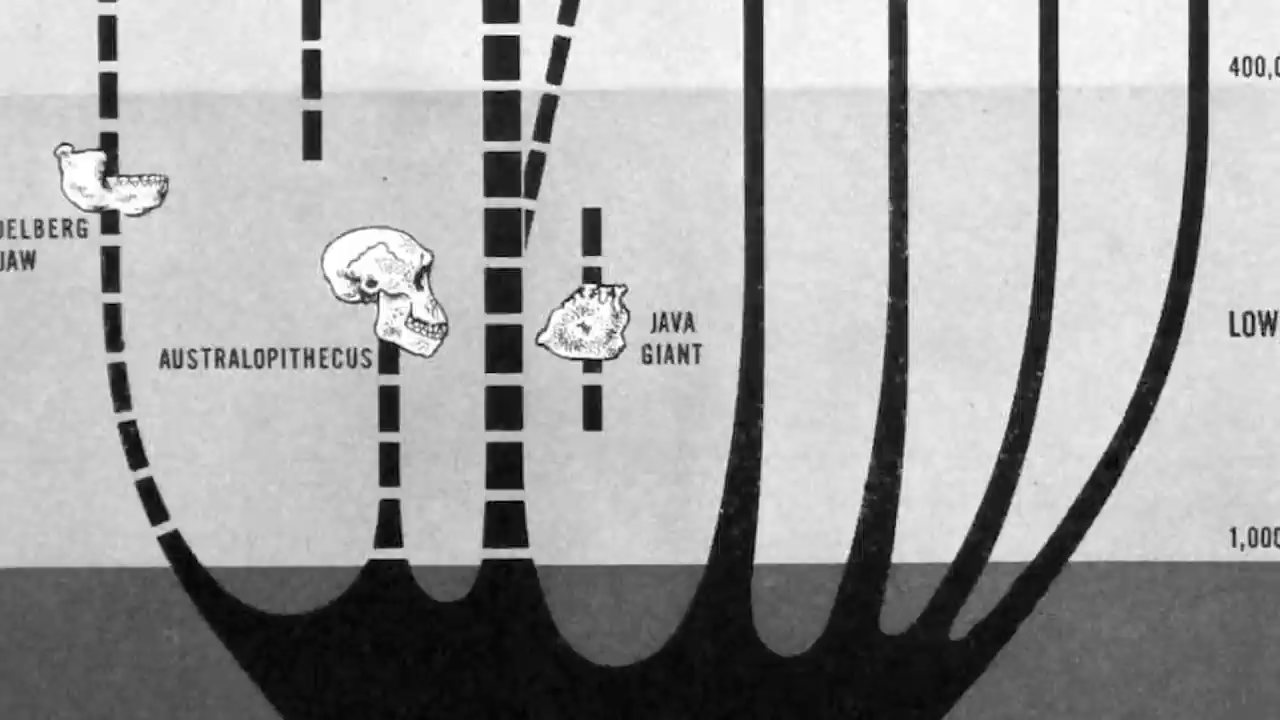 400,0
DELBERG
JAW
AUSTRALOPITHECUS
JAVA
GIANT
LOW
1,000